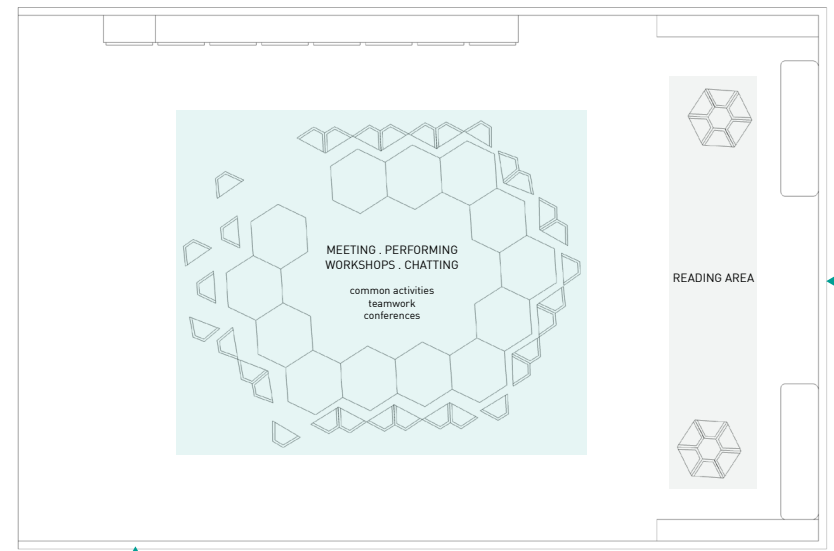 MEETING . PERFORMING
WORKSHOPS . CHATTING
common activities
teamwork
conferences
READING AREA